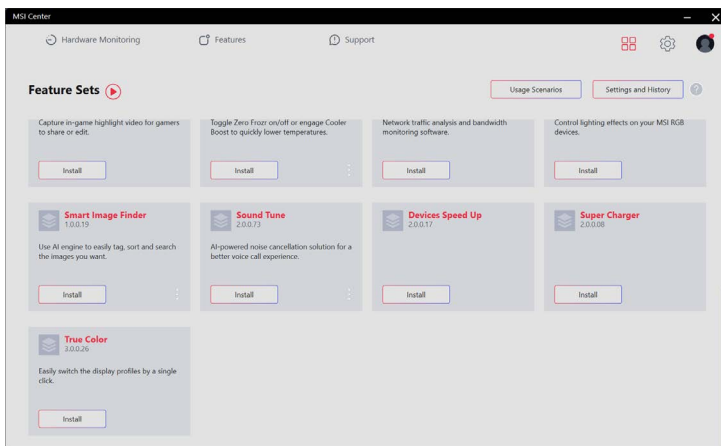 MSI Center
Hardware Monitoring
Features
Support
Feature Sets
Usage Scenarios
Settings and History
?
Capture in-game highlight video for gamers
to share or edit.
Install
Toggle Zero Frozr on/off or engage Cooler
Boost to quickly lower temperatures.
Install
Network traffic analysis and bandwidth
monitoring software.
Install
Control lighting effects on your MSI RGB
devices.
Install
Smart Image Finder
1.0.0.19
Use AI engine to easily tag, sort and search
the images you want.
Install
Sound Tune
2.0.0.73
AI-powered noise cancellation solution for a
better voice call experience.
Install
Devices Speed Up
2.0.0.17
Install
Super Charger
2.0.0.08
Install
True Color
3.0.0.26
Easily switch the display profiles by a single
click.
Install